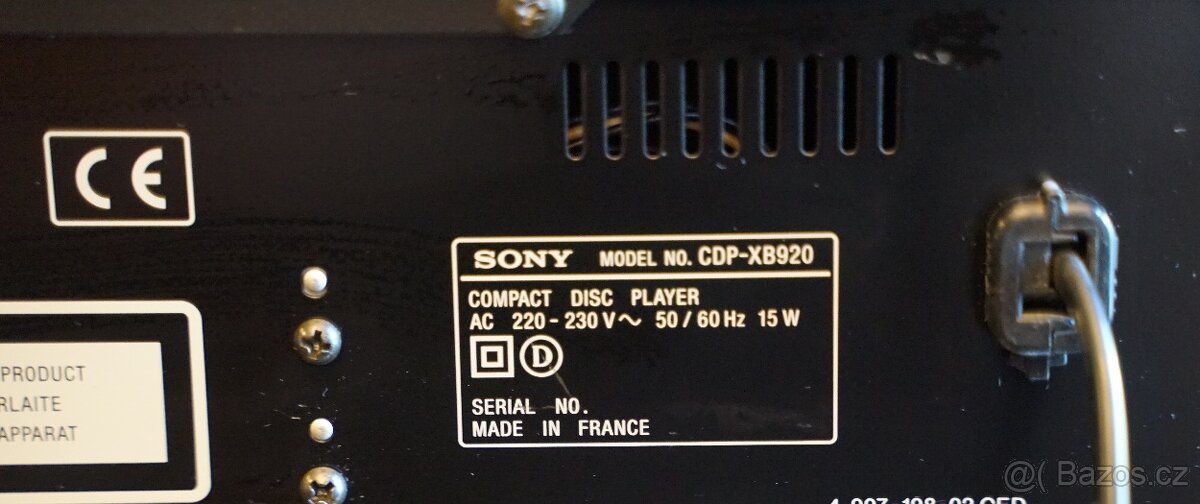 CE
SONY MODEL NO. CDP-XB920
COMPACT DISC PLAYER
AC 220 - 230 V ~ 50 / 60 Hz 15 W
D
SERIAL NO.
MADE IN FRANCE
PRODUCT
RLAITE
APPARAT
@( Bazos.cz